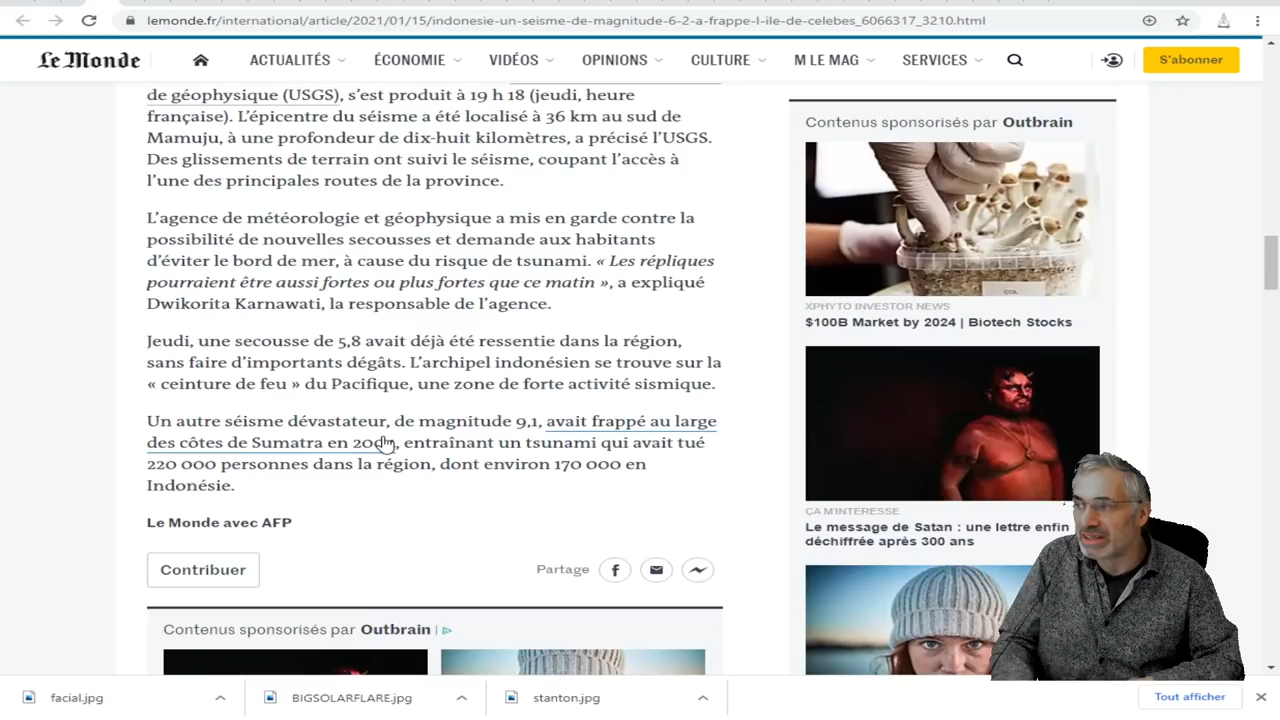 lemonde.fr/international/article/2021/01/15/indonesie-un-seisme-de-magnitude-6-2-a-frappe-l-ile-de-celebes_6066317_3210.html
Le Monde
ACTUALITÉS
ÉCONOMIE
VIDÉOS
OPINIONS
CULTURE
M LE MAG
SERVICES
S'abonner
de géophysique (USGS), s'est produit à 19 h 18 (jeudi, heure
française). L'épicentre du séisme a été localisé à 36 km au sud de
Mamuju, à une profondeur de dix-huit kilomètres, a précisé l'USGS.
Des glissements de terrain ont suivi le séisme, coupant l'accès à
l'une des principales routes de la province.
L'agence de météorologie et géophysique a mis en garde contre la
possibilité de nouvelles secousses et demande aux habitants
d'éviter le bord de mer, à cause du risque de tsunami. « Les répliques
pourraient être aussi fortes ou plus fortes que ce matin », a expliqué
Dwikorita Karnawati, la responsable de l'agence.
Jeudi, une secousse de 5,8 avait déjà été ressentie dans la région,
sans faire d'importants dégâts. L'archipel indonésien se trouve sur la
« ceinture de feu » du Pacifique, une zone de forte activité sismique.
Un autre séisme dévastateur, de magnitude 9,1, avait frappé au large
des côtes de Sumatra en , entraînant un tsunami qui avait tué
220 000 personnes dans la région, dont environ 170 000 en
Indonésie.
Le Monde avec AFP
Contribuer
Partage
Contenus sponsorisés par Outbrain
Contenus sponsorisés par Outbrain
COL
XPHYTO INVESTOR NEWS
$100B Market by 2024 | Biotech Stocks
ÇA M'INTERESSE
Le message de Satan : une lettre enfin
déchiffrée après 300 ans
facial.jpg
BIGSOLARFLARE.jpg
stanton.jpg
Tout afficher